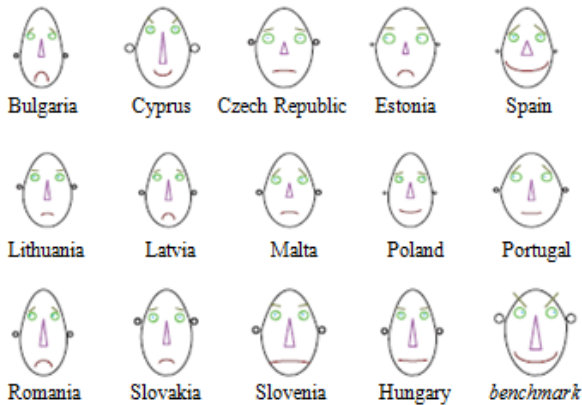 Bulgaria Cyprus Czech Republic Estonia Spain
Lithuania Latvia Malta Poland Portugal
Romania Slovakia Slovenia Hungary benchmark